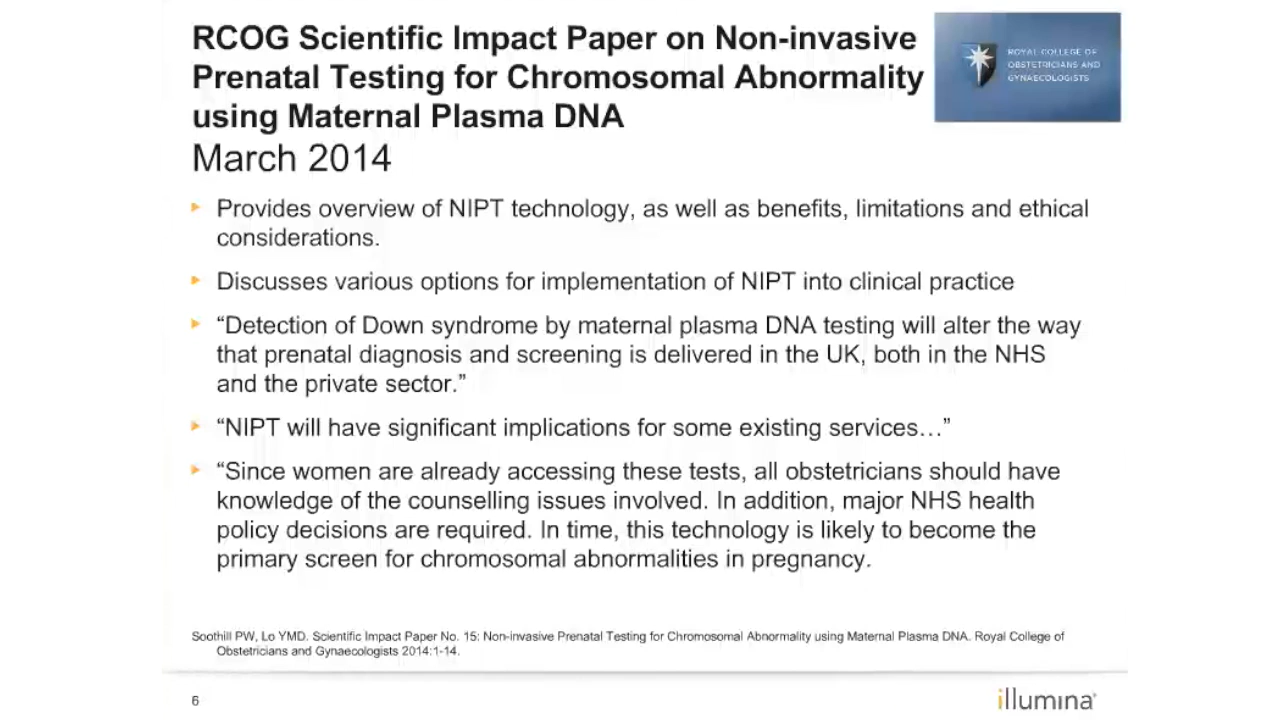 RCOG Scientific Impact Paper on Non-invasive
Prenatal Testing for Chromosomal Abnormality
using Maternal Plasma DNA
March 2014
ROYAL COLLEGE OF
OBSTETRICIANS AND
GYNAECOLOGISTS
Provides overview of NIPT technology, as well as benefits, limitations and ethical
considerations.
Discusses various options for implementation of NIPT into clinical practice
“Detection of Down syndrome by maternal plasma DNA testing will alter the way
that prenatal diagnosis and screening is delivered in the UK, both in the NHS
and the private sector.”
“NIPT will have significant implications for some existing services…”
“Since women are already accessing these tests, all obstetricians should have
knowledge of the counselling issues involved. In addition, major NHS health
policy decisions are required. In time, this technology is likely to become the
primary screen for chromosomal abnormalities in pregnancy.
Soothill PW, Lo YMD. Scientific Impact Paper No. 15: Non-invasive Prenatal Testing for Chromosomal Abnormality using Maternal Plasma DNA. Royal College of
Obstetricians and Gynaecologists 2014:1-14.
6
illumina